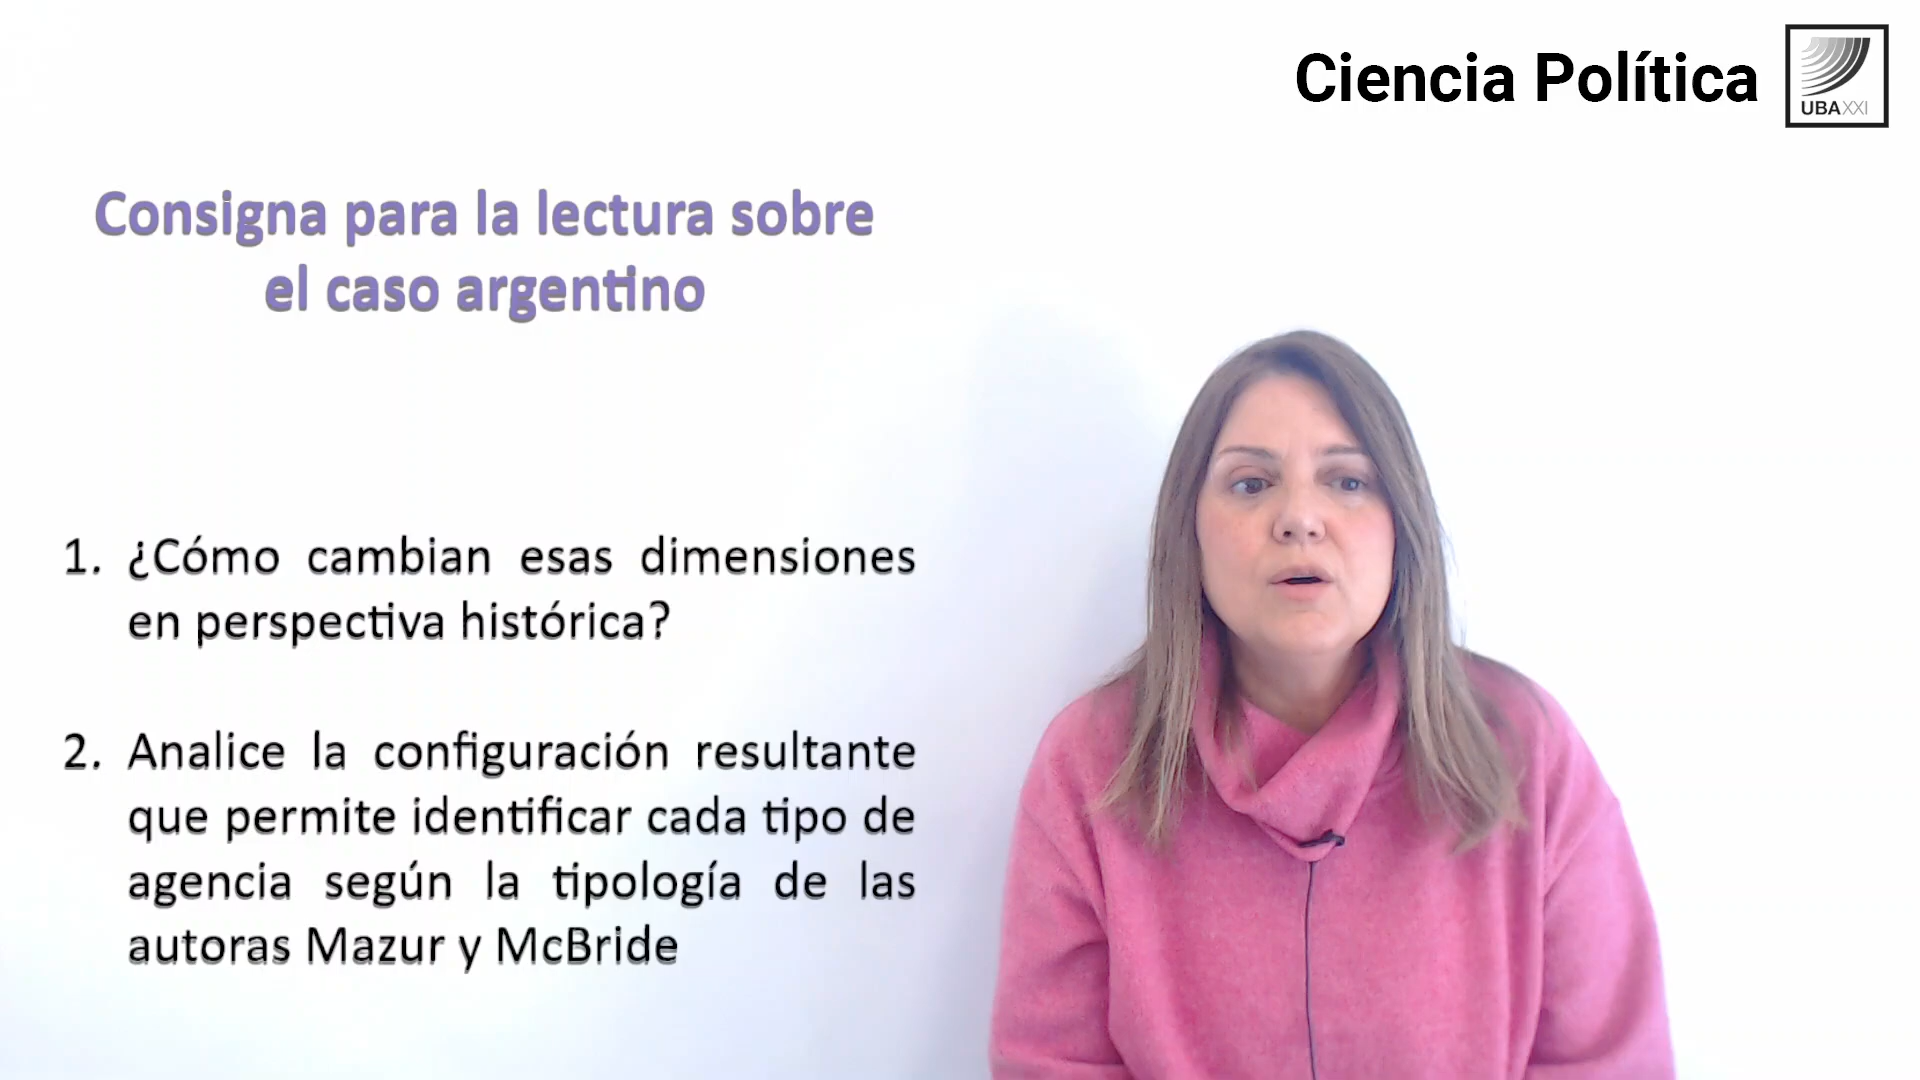 Ciencia Política
UBAXXI
Consigna para la lectura sobre
el caso argentino
1. ¿Cómo cambian esas dimensiones
en perspectiva histórica?
2. Analice la configuración resultante
que permite identificar cada tipo de
agencia según la tipología de las
autoras Mazur y McBride